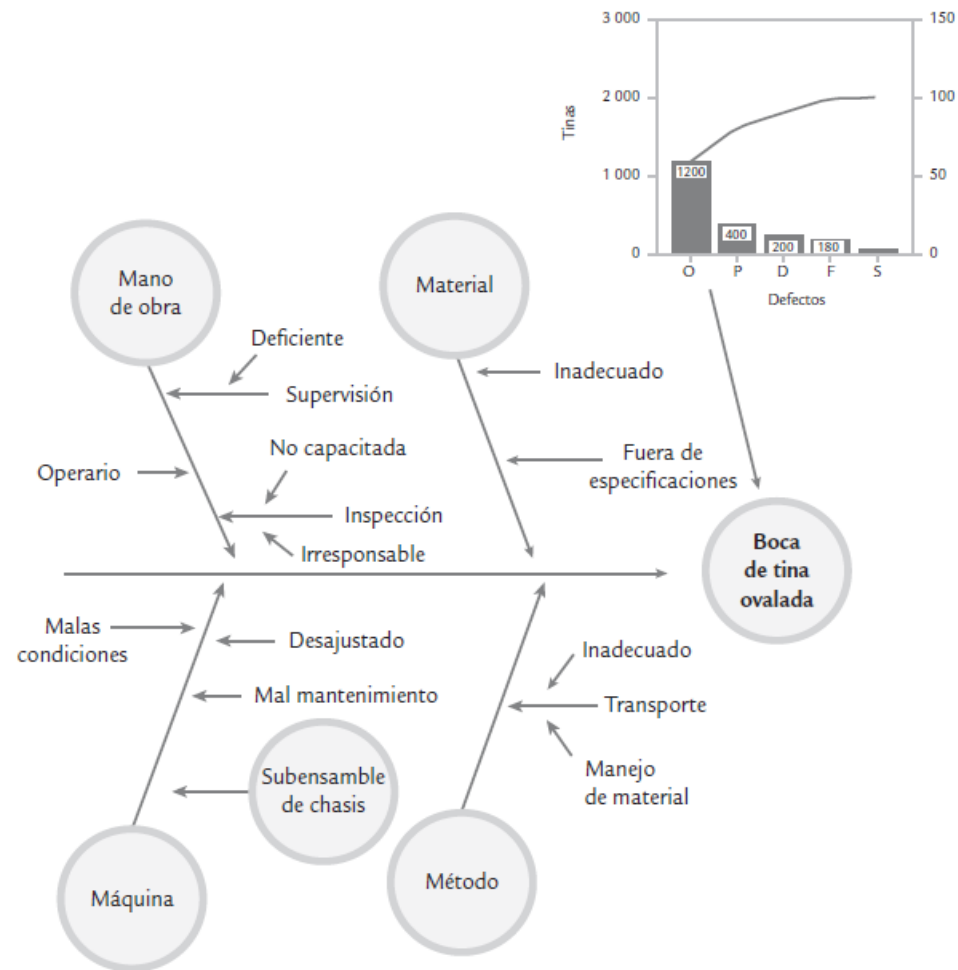 3 000
2 000
1 000
0
Tinas
150
100
50
0
1200
400
200
180
O
P
D
F
S
Defectos
Mano
de obra
Material
Deficiente
Supervisión
Inadecuado
No capacitada
Operario
Fuera de
especificaciones
Inspección
Irresponsable
Boca
de tina
ovalada
Malas
condiciones
Desajustado
Inadecuado
Mal mantenimiento
Transporte
Subensamble
de chasis
Manejo
de material
Máquina
Método